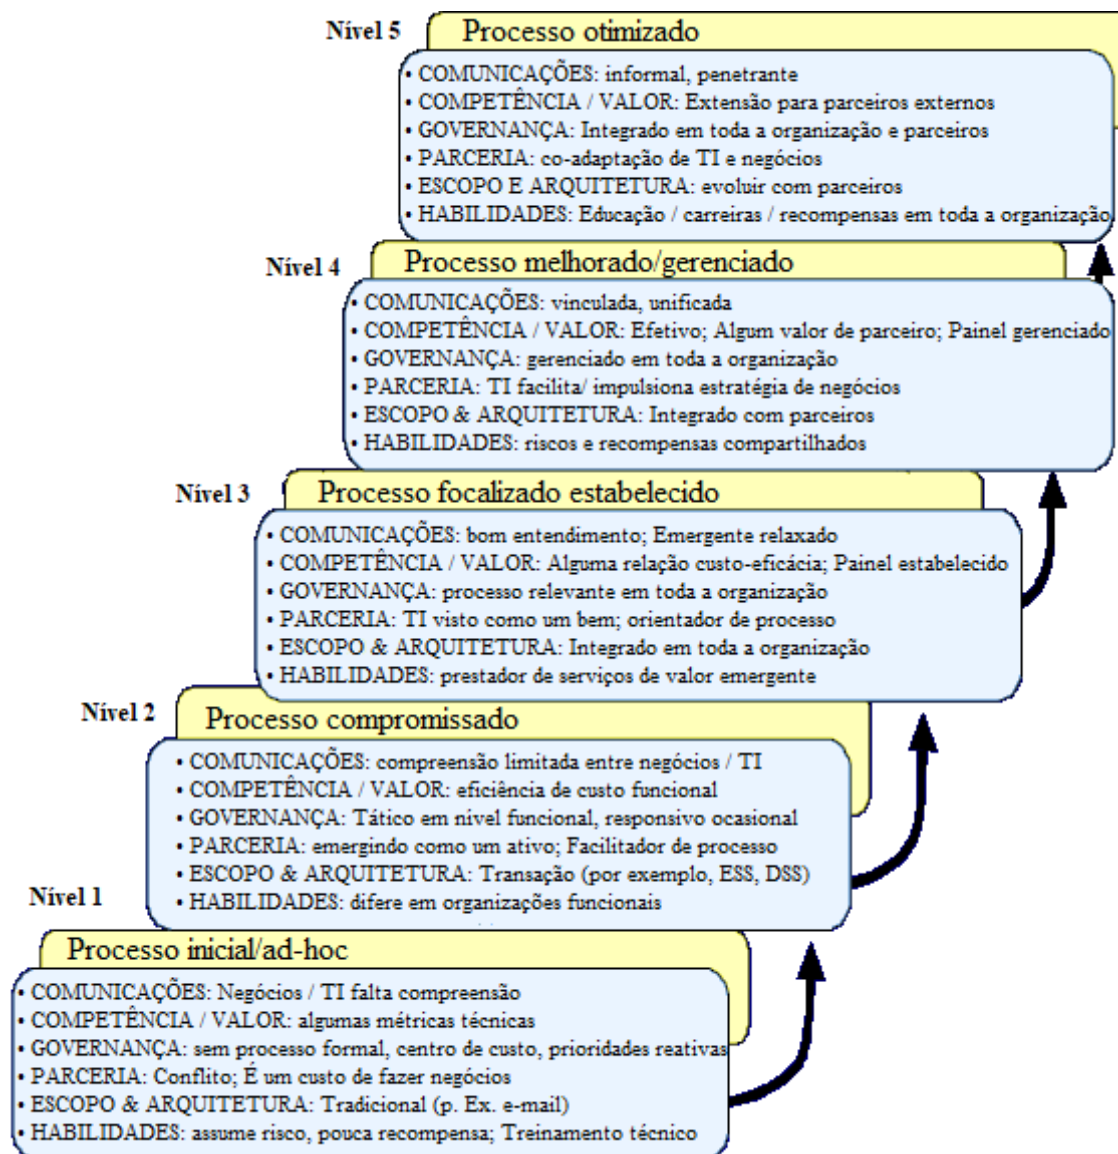 Nível 5
Processo otimizado
• COMUNICAÇÕES: informal, penetrante
• COMPETÊNCIA / VALOR: Extensão para parceiros externos
• GOVERNANÇA: Integrado em toda a organização e parceiros
• PARCERIA: co-adaptação de TI e negócios
• ESCOPO E ARQUITETURA: evoluir com parceiros
• HABILIDADES: Educação / carreiras / recompensas em toda a organização
Nível 4
Processo melhorado/gerenciado
• COMUNICAÇÕES: vinculada, unificada
• COMPETÊNCIA / VALOR: Efetivo; Algum valor de parceiro; Painel gerenciado
• GOVERNANÇA: gerenciado em toda a organização
• PARCERIA: TI facilita/ impulsiona estratégia de negócios
• ESCOPO & ARQUITETURA: Integrado com parceiros
• HABILIDADES: riscos e recompensas compartilhados
Nível 3
Processo focalizado estabelecido
• COMUNICAÇÕES: bom entendimento; Emergente relaxado
• COMPETÊNCIA / VALOR: Alguma relação custo-eficácia; Painel estabelecido
• GOVERNANÇA: processo relevante em toda a organização
• PARCERIA: TI visto como um bem; orientador de processo
• ESCOPO & ARQUITETURA: Integrado em toda a organização
• HABILIDADES: prestador de serviços de valor emergente
Nível 2
Processo compromissado
• COMUNICAÇÕES: compreensão limitada entre negócios / TI
• COMPETÊNCIA / VALOR: eficiência de custo funcional
• GOVERNANÇA: Tático em nível funcional, responsivo ocasional
• PARCERIA: emergindo como um ativo; Facilitador de processo
• ESCOPO & ARQUITETURA: Transação (por exemplo, ESS, DSS)
• HABILIDADES: difere em organizações funcionais
Nível 1
Processo inicial/ad-hoc
• COMUNICAÇÕES: Negócios / TI falta compreensão
• COMPETÊNCIA / VALOR: algumas métricas técnicas
• GOVERNANÇA: sem processo formal, centro de custo, prioridades reativas
• PARCERIA: Conflito; É um custo de fazer negócios
• ESCOPO & ARQUITETURA: Tradicional (p. Ex. e-mail)
• HABILIDADES: assume risco, pouca recompensa; Treinamento técnico